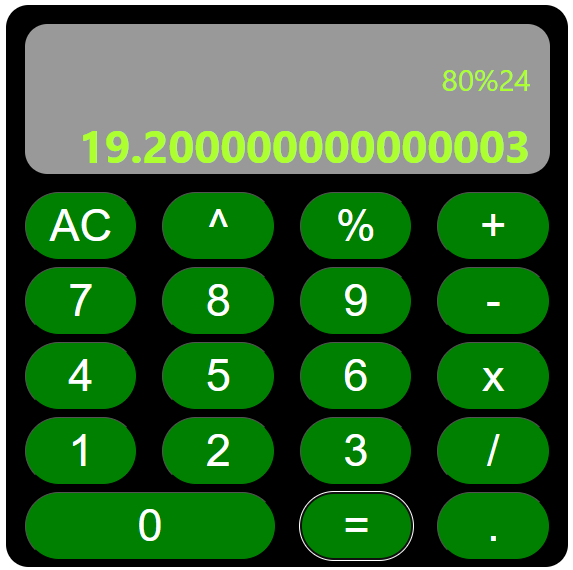 80%24
19.200000000000003
AC ^ % +
7 8 9 -
4 5 6 x
1 2 3 /
0 = .